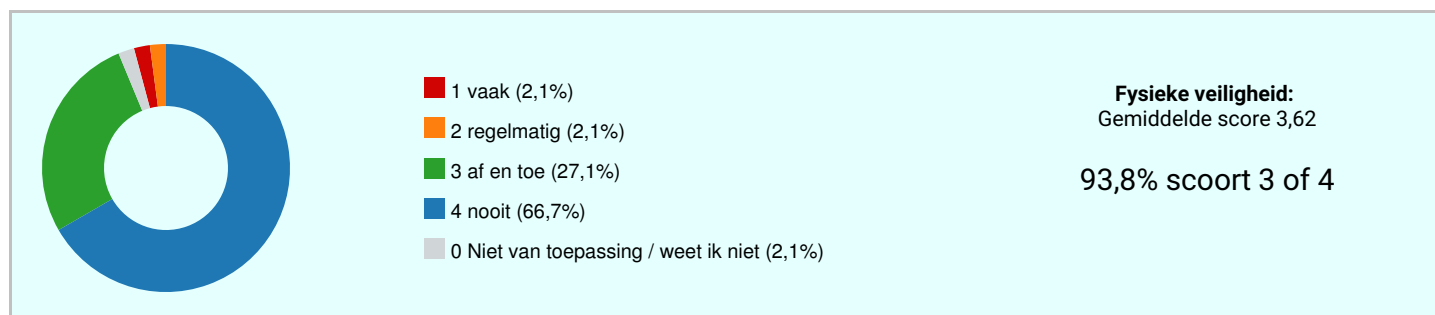 1 vaak (2,1%)
2 regelmatig (2,1%)
3 af en toe (27,1%)
4 nooit (66,7%)
0 Niet van toepassing / weet ik niet (2,1%)
Fysieke veiligheid:
Gemiddelde score 3,62
93,8% scoort 3 of 4